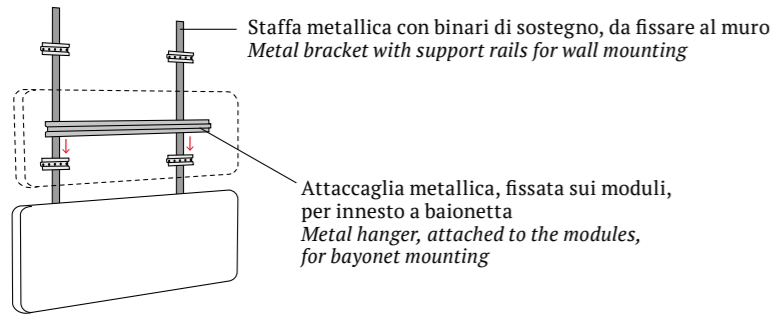 Staffa metallica con binari di sostegno, da fissare al muro
Metal bracket with support rails for wall mounting
Attaccaglia metallica, fissata sui moduli,
per innesto a baionetta
Metal hanger, attached to the modules,
for bayonet mounting